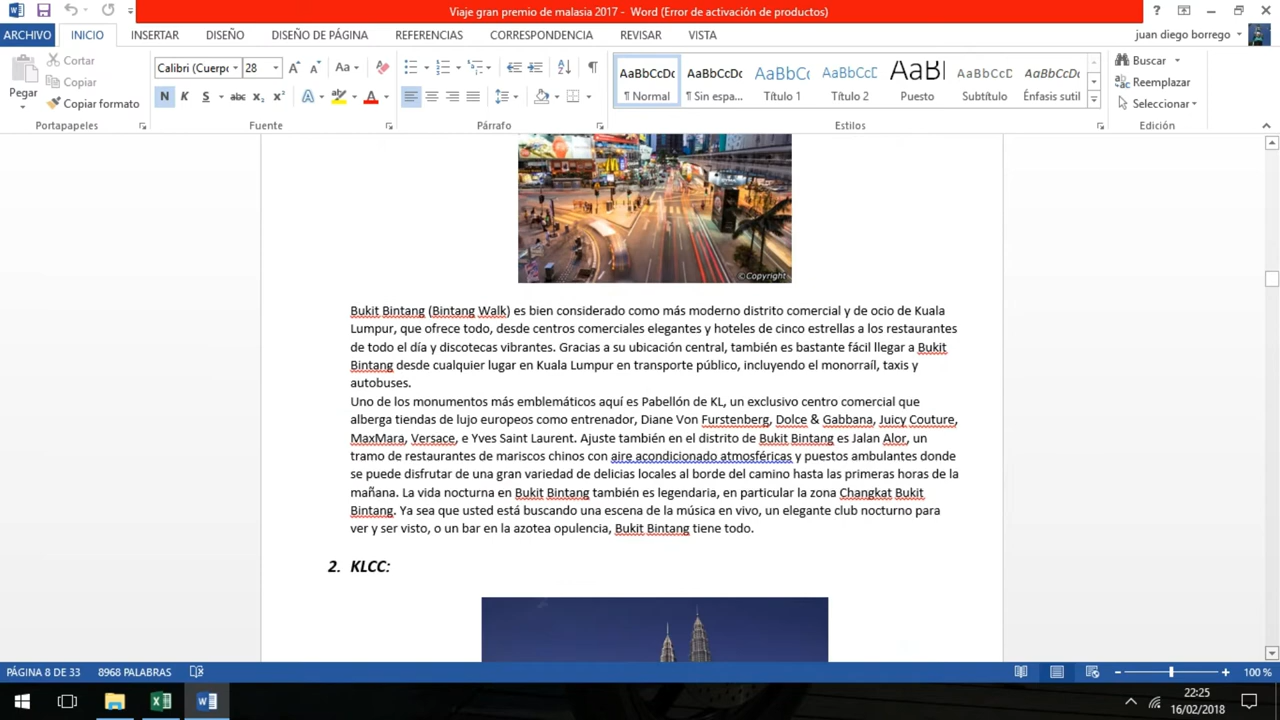 Viaje gran premio de malasia 2017 - Word (Error de activación de productos)
?
ARCHIVO INICIO INSERTAR DISEÑO DISEÑO DE PÁGINA REFERENCIAS CORRESPONDENCIA REVISAR VISTA juan diego borrego
Pegar
Cortar
Copiar
Copiar formato
Portapapeles
Calibri (Cuerpo 28
Aa
N K S abc x₂ x²
Fuente
Párrafo
AaBbCcDc AaBbCcDc AaBbCc AaBbCcD AaBbI AaBbCcD AaBbCcDc
¶ Normal ¶ Sin espa... Título 1 Título 2 Puesto Subtítulo Énfasis sutil
Estilos
Buscar
Reemplazar
Seleccionar
Edición
©Copyright
Bukit Bintang (Bintang Walk) es bien considerado como más moderno distrito comercial y de ocio de Kuala
Lumpur, que ofrece todo, desde centros comerciales elegantes y hoteles de cinco estrellas a los restaurantes
de todo el día y discotecas vibrantes. Gracias a su ubicación central, también es bastante fácil llegar a Bukit
Bintang desde cualquier lugar en Kuala Lumpur en transporte público, incluyendo el monorraíl, taxis y
autobuses.
Uno de los monumentos más emblemáticos aquí es Pabellón de KL, un exclusivo centro comercial que
alberga tiendas de lujo europeos como entrenador, Diane Von Furstenberg, Dolce & Gabbana, Juicy Couture,
MaxMara, Versace, e Yves Saint Laurent. Ajuste también en el distrito de Bukit Bintang es Jalan Alor, un
tramo de restaurantes de mariscos chinos con aire acondicionado atmosféricas y puestos ambulantes donde
se puede disfrutar de una gran variedad de delicias locales al borde del camino hasta las primeras horas de la
mañana. La vida nocturna en Bukit Bintang también es legendaria, en particular la zona Changkat Bukit
Bintang. Ya sea que usted está buscando una escena de la música en vivo, un elegante club nocturno para
ver y ser visto, o un bar en la azotea opulencia, Bukit Bintang tiene todo.
2. KLCC:
PÁGINA 8 DE 33 8968 PALABRAS 100 %
22:25
16/02/2018